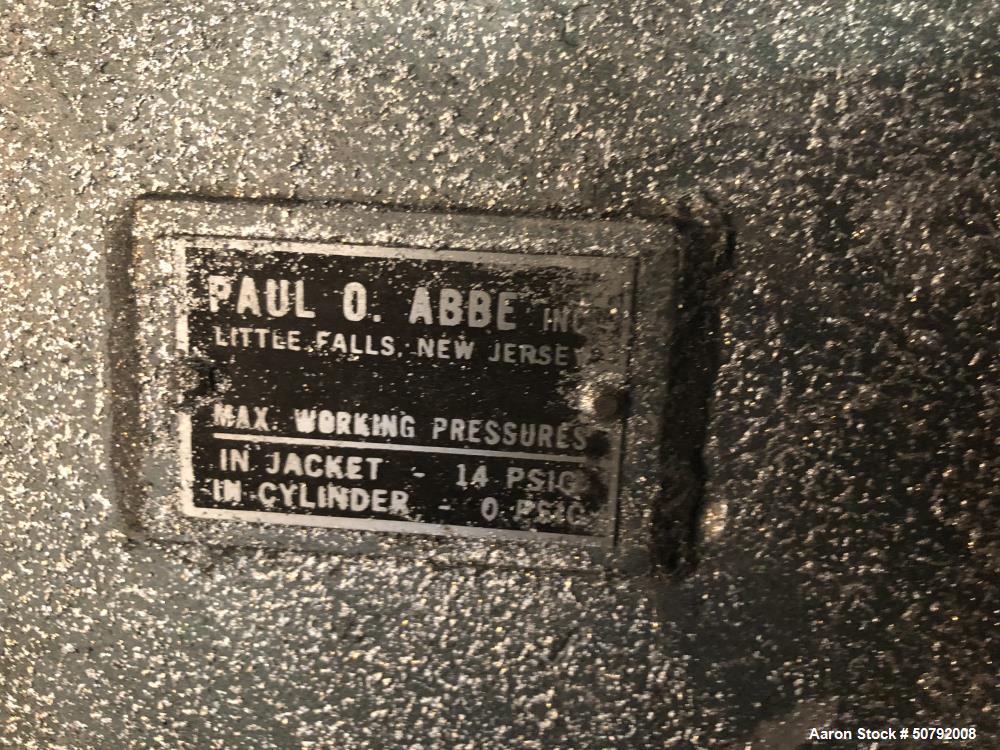 PAUL O. ABBE INC
LITTLE FALLS, NEW JERSEY
MAX. WORKING PRESSURES
IN JACKET - 14 PSIG
IN CYLINDER - 0 PSIG
Aaron Stock # 50792008